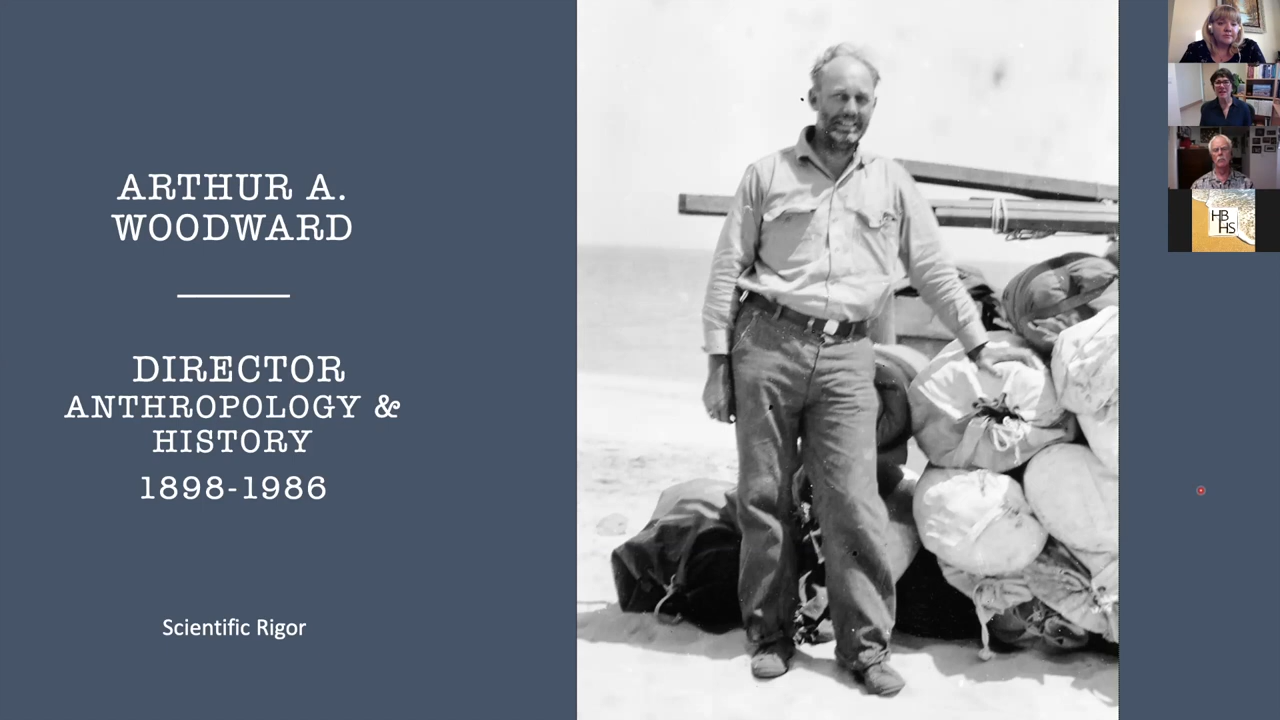 ARTHUR A.
WOODWARD
DIRECTOR
ANTHROPOLOGY &
HISTORY
1898-1986
Scientific Rigor
HB
HS